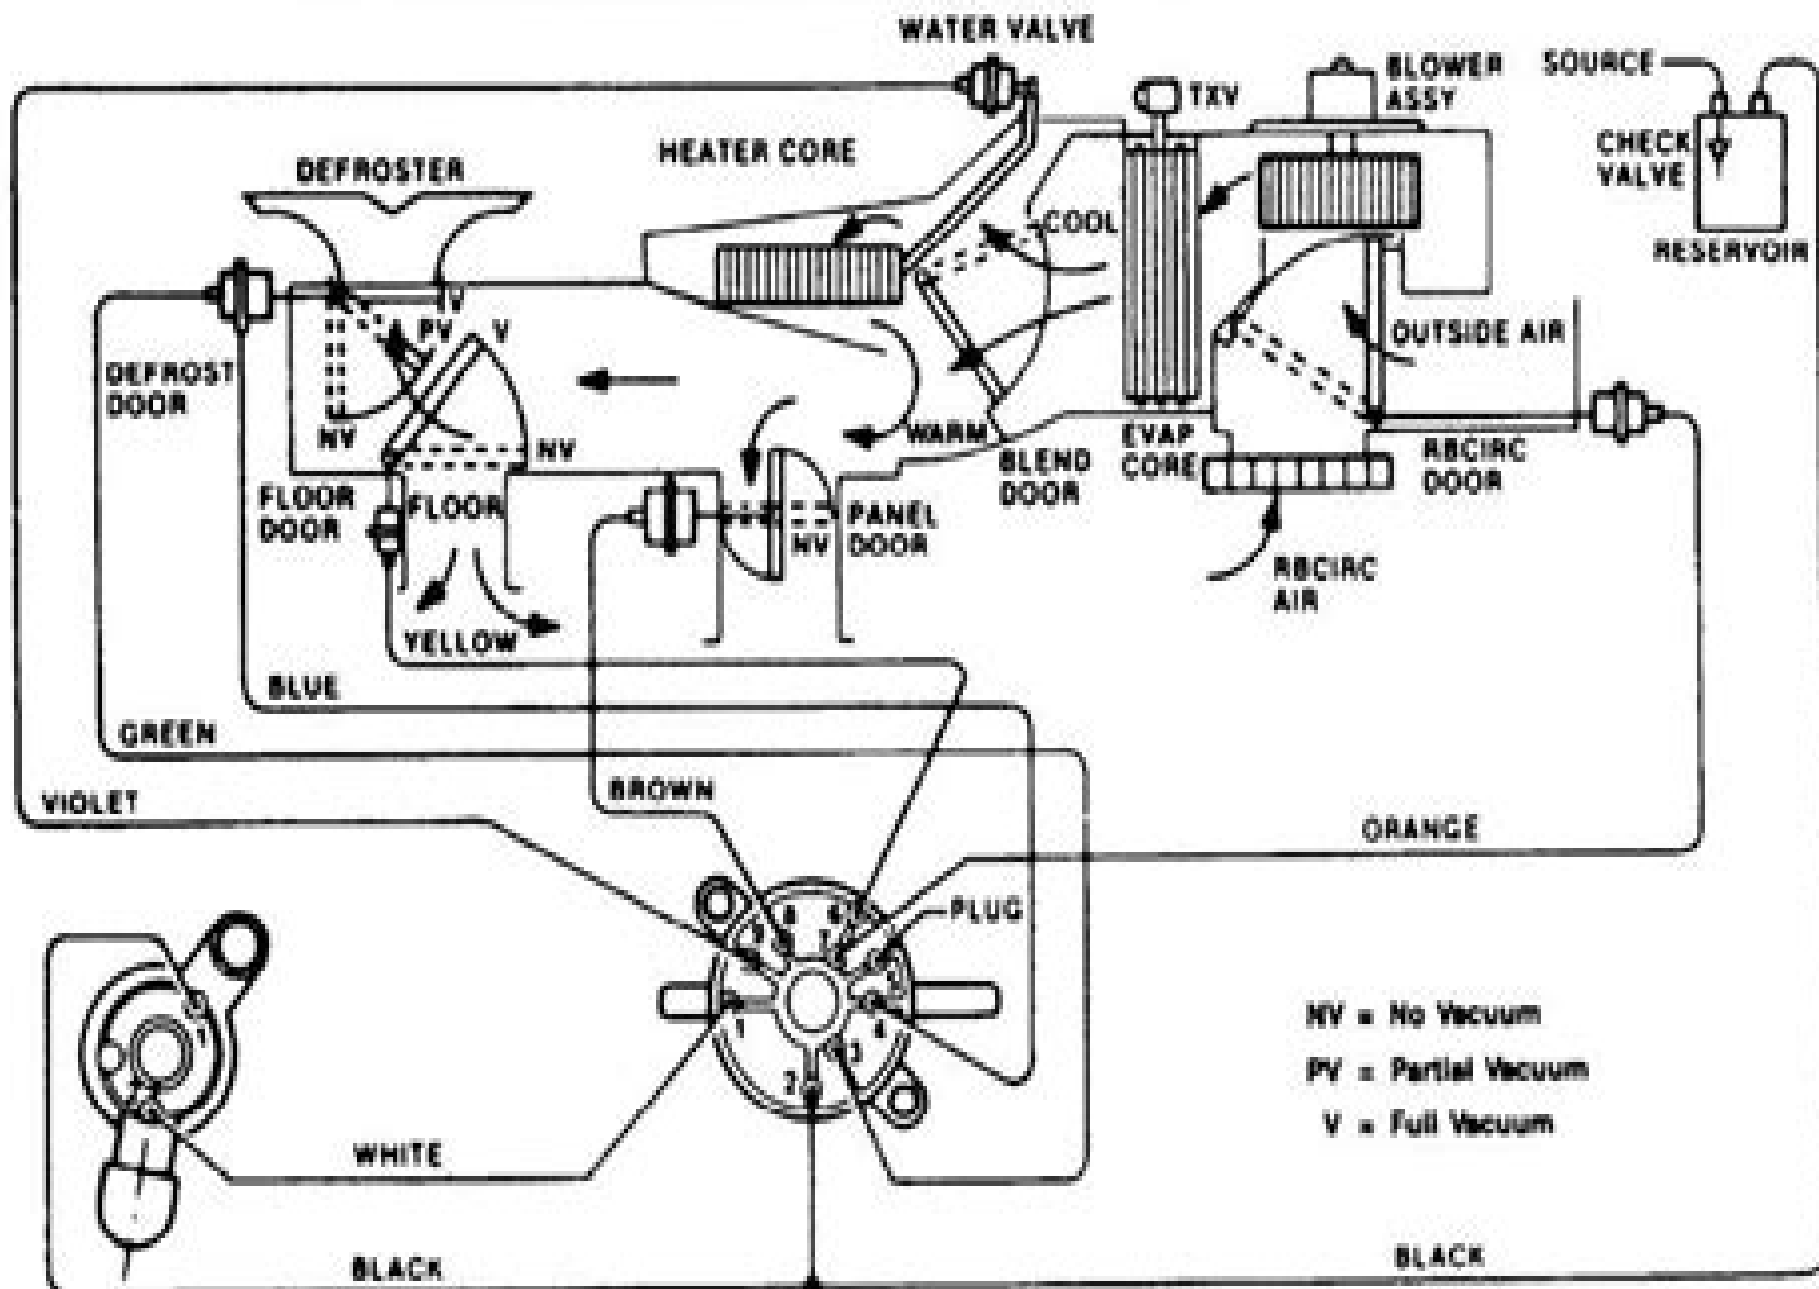 WATER VALVE
BLOWER
ASSY
SOURCE
TXV
CHECK
VALVE
HEATER CORE
DEFROSTER
COOL
RESERVOIR
V
PV
V
OUTSIDE AIR
DEFROST
DOOR
NV
NV
WARM
EVAP
CORE
BLEND
DOOR
RBCIRC
DOOR
FLOOR
DOOR
FLOOR
PANEL
DOOR
NV
RBCIRC
AIR
YELLOW
BLUE
GREEN
VIOLET
BROWN
ORANGE
PLUG
8
6
7
1
4
3
2
NV = No Vacuum
PV = Partial Vacuum
V = Full Vacuum
WHITE
BLACK
BLACK